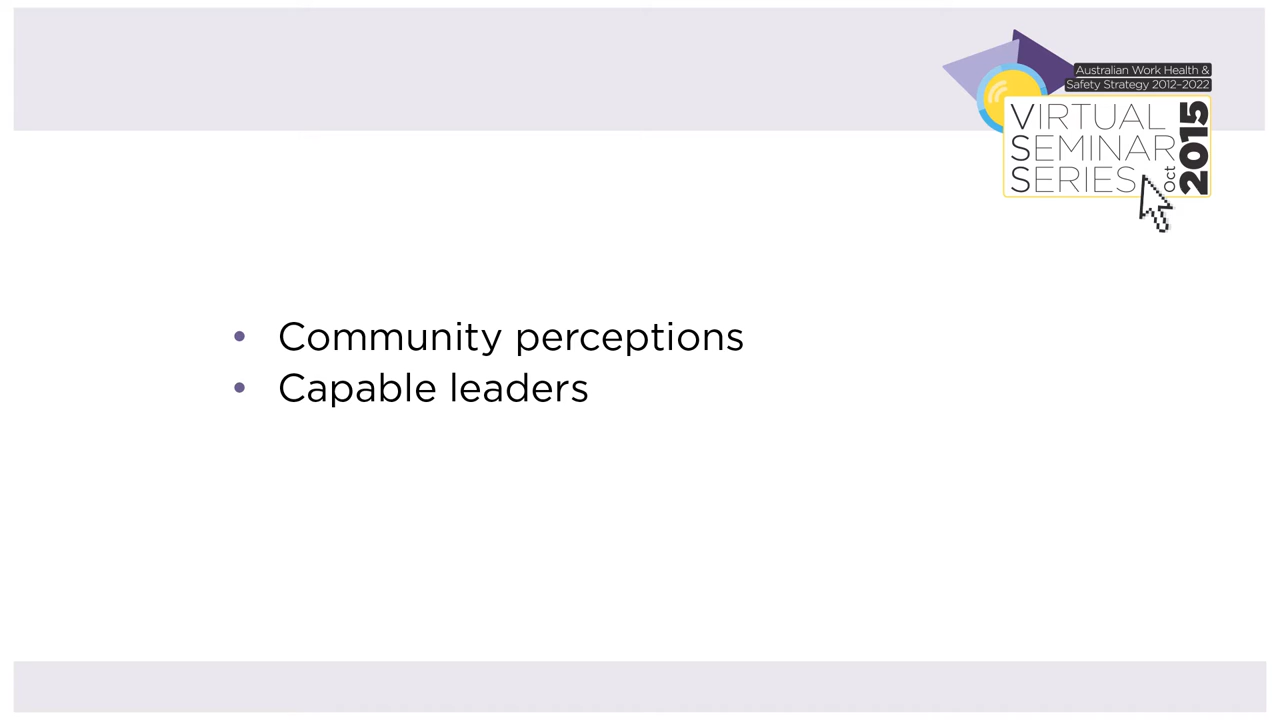 Australian Work Health &
Safety Strategy 2012–2022
VIRTUAL
SEMINAR
SERIES
Oct
2015
• Community perceptions
• Capable leaders